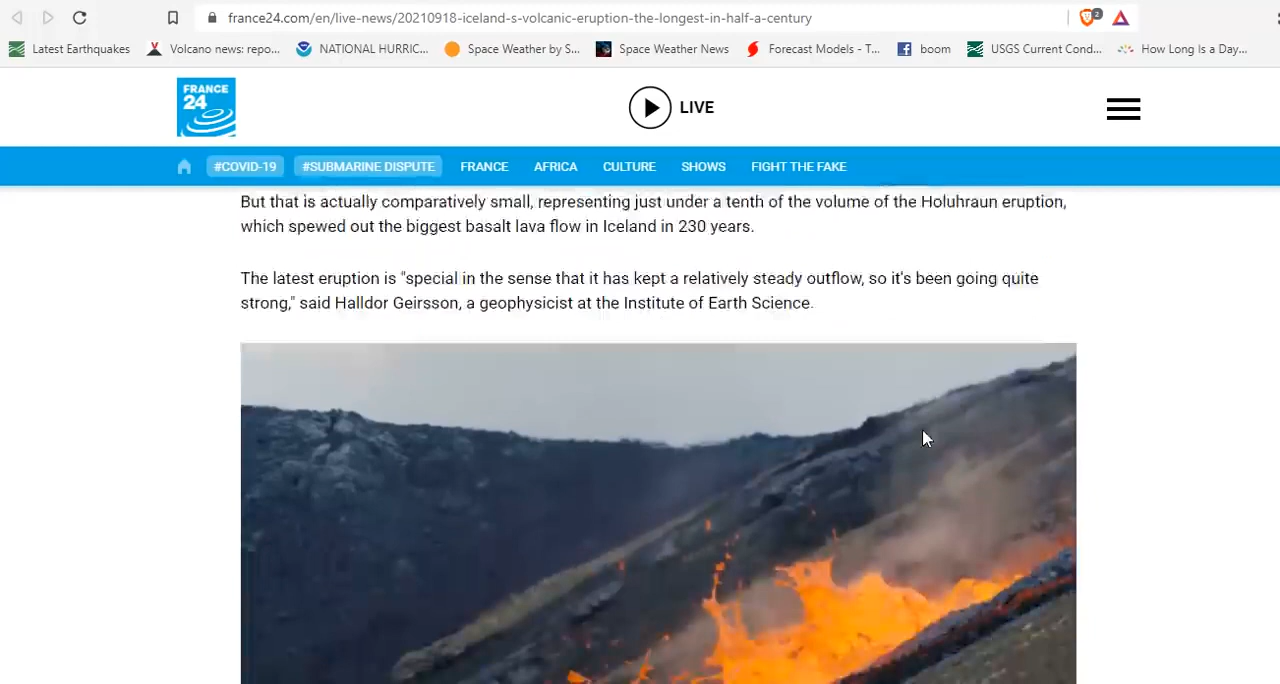 france24.com/en/live-news/20210918-iceland-s-volcanic-eruption-the-longest-in-half-a-century
2
Latest Earthquakes
Volcano news: repo...
NATIONAL HURRIC...
Space Weather by S...
Space Weather News
Forecast Models - T...
boom
USGS Current Cond...
How Long Is a Day...
FRANCE
24
LIVE
#COVID-19
#SUBMARINE DISPUTE
FRANCE
AFRICA
CULTURE
SHOWS
FIGHT THE FAKE
But that is actually comparatively small, representing just under a tenth of the volume of the Holuhraun eruption,
which spewed out the biggest basalt lava flow in Iceland in 230 years.
The latest eruption is "special in the sense that it has kept a relatively steady outflow, so it's been going quite
strong," said Halldor Geirsson, a geophysicist at the Institute of Earth Science.